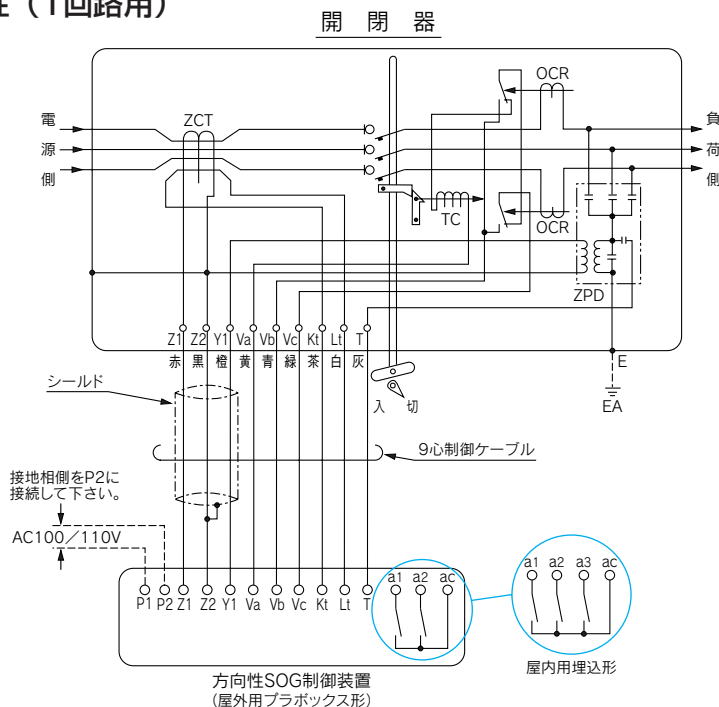 性（1回路用）
開閉器
電源側
ZCT
OCR
負荷側
TC
OCR
ZPD
Z1 Z2 Y1 Va Vb Vc Kt Lt T
赤 黒 橙 黄 青 緑 茶 白 灰
E
EA
入 切
シールド
9心制御ケーブル
接地相側をP2に
接続して下さい。
AC100／110V
P1 P2 Z1 Z2 Y1 Va Vb Vc Kt Lt T
a1 a2 ac
a1 a2 a3 ac
屋内用埋込形
方向性SOG制御装置
（屋外用プラボックス形）